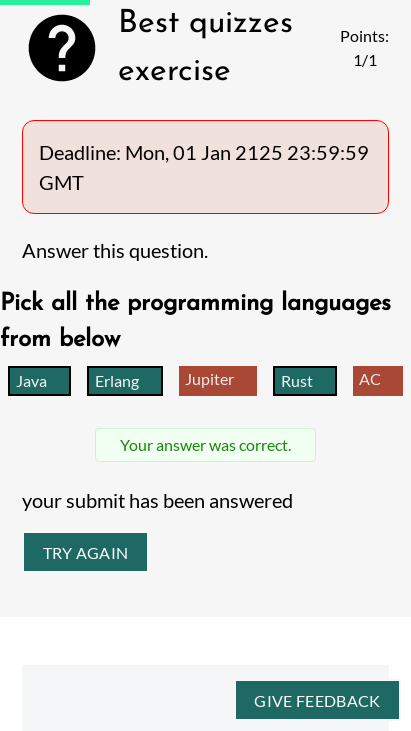 Best quizzes
exercise
Points:
1/1
Deadline: Mon, 01 Jan 2125 23:59:59
GMT
Answer this question.
Pick all the programming languages
from below
Java Erlang Jupiter Rust AC
Your answer was correct.
your submit has been answered
TRY AGAIN
GIVE FEEDBACK